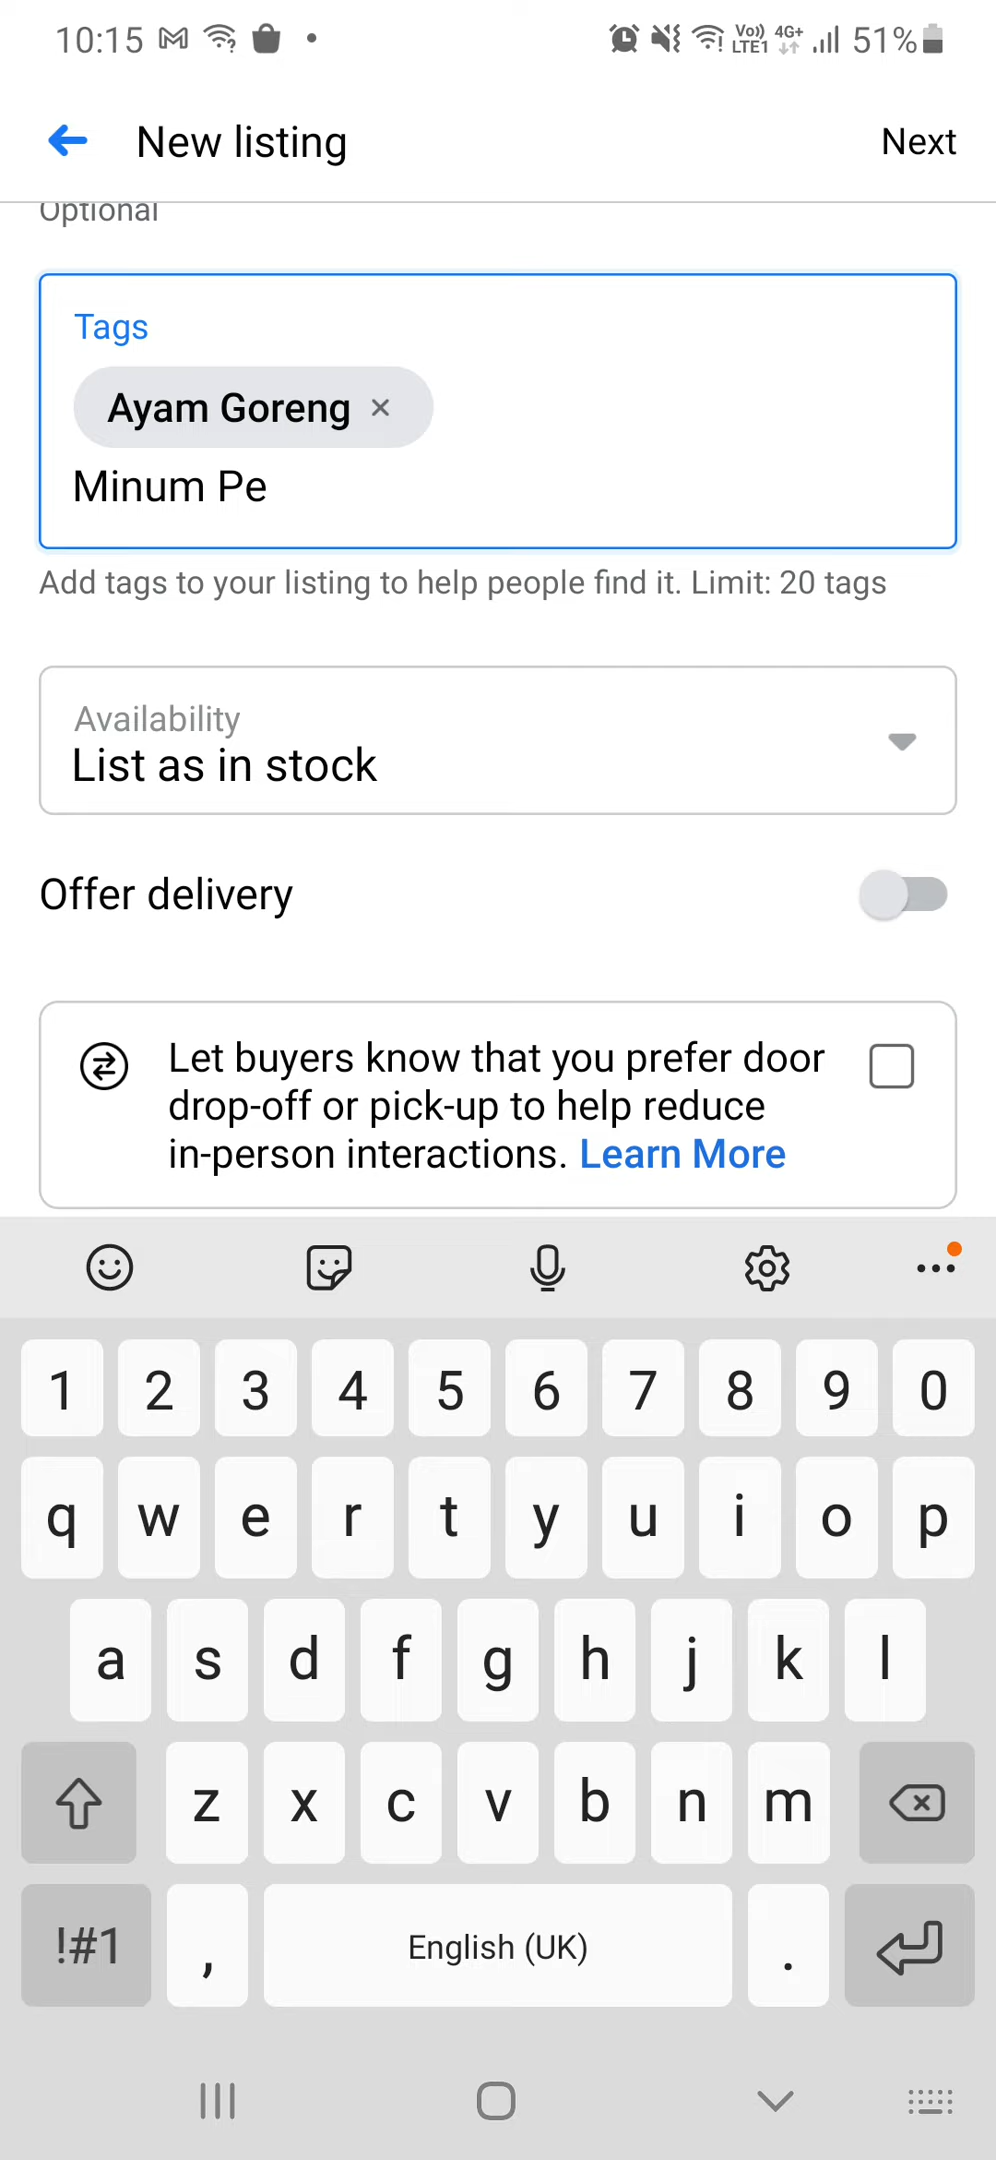 10:15 Vo)) LTE1 4G+ 51%
New listing Next
Optional
Tags
Ayam Goreng ×
Minum Pe
Add tags to your listing to help people find it. Limit: 20 tags
Availability
List as in stock
Offer delivery
Let buyers know that you prefer door
drop-off or pick-up to help reduce
in-person interactions. Learn More
1 2 3 4 5 6 7 8 9 0
q w e r t y u i o p
a s d f g h j k l
z x c v b n m
!#1 , English (UK) .